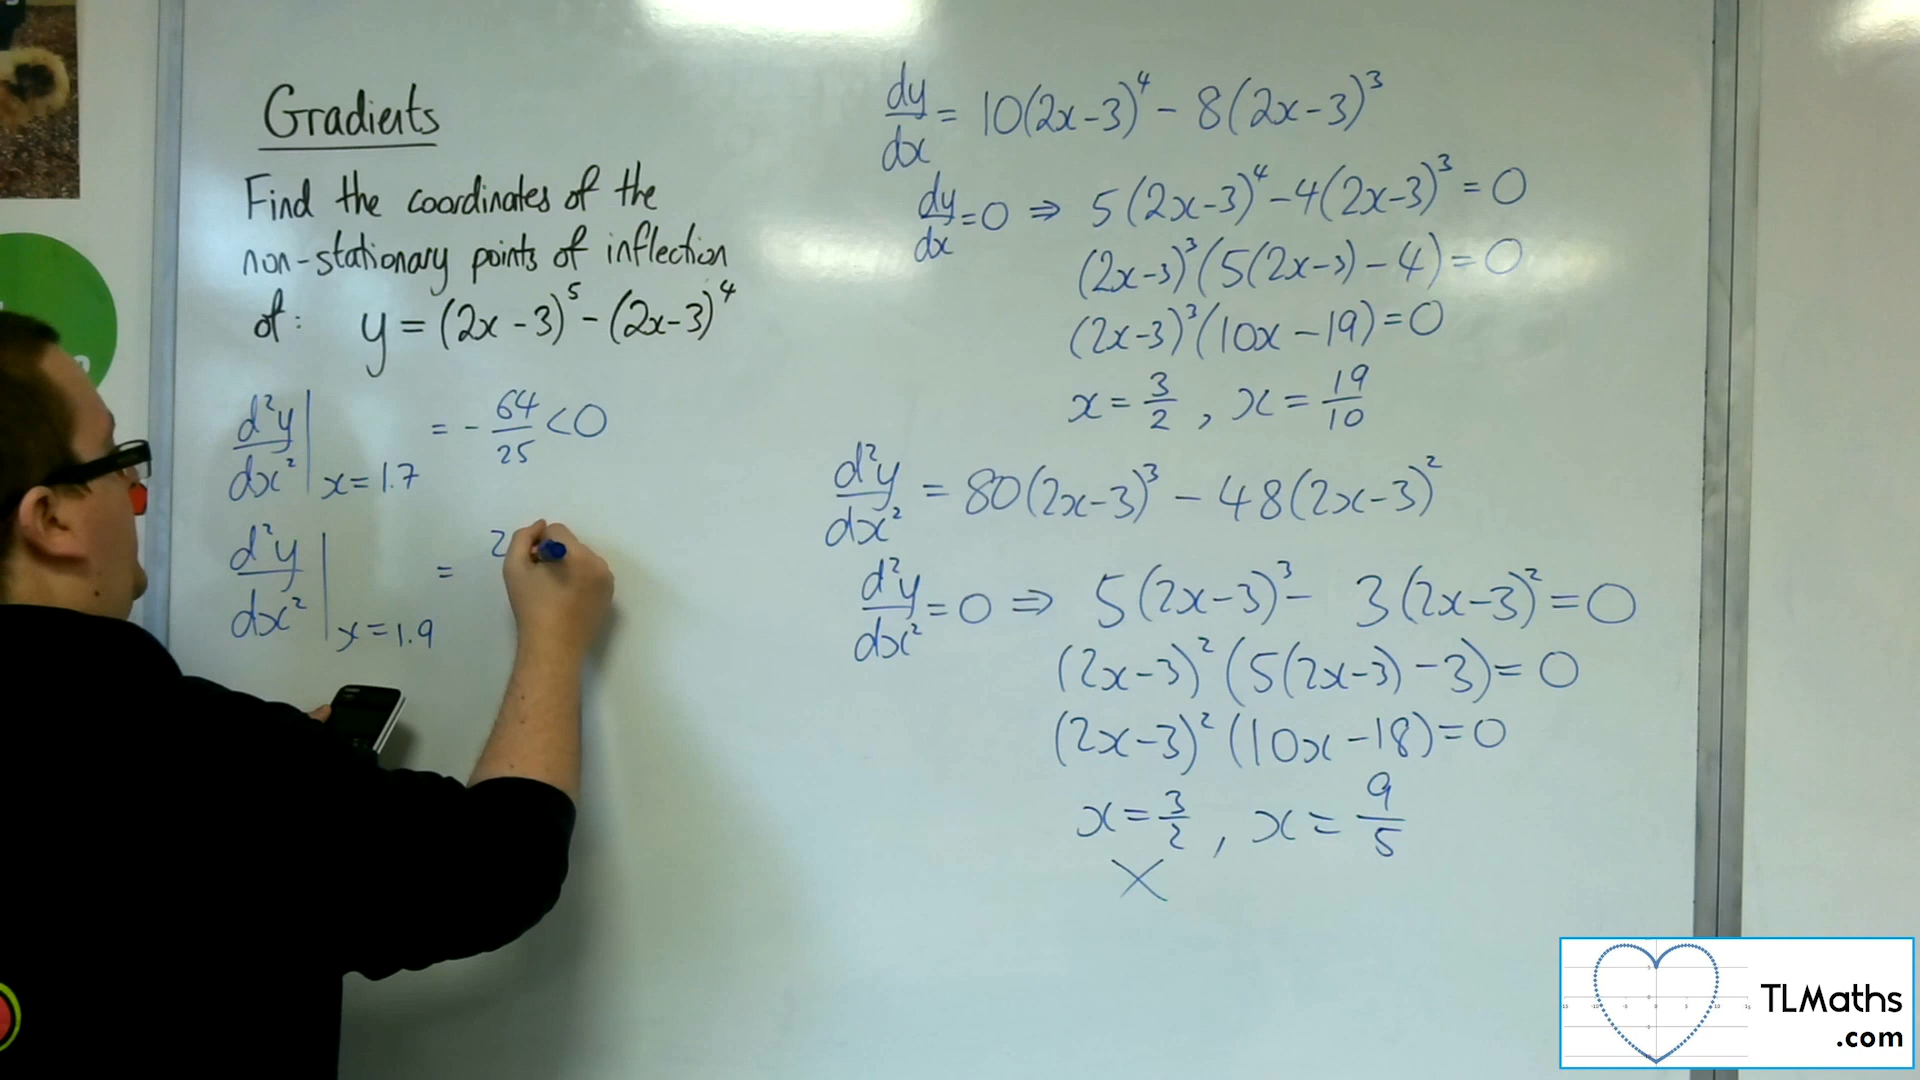 Gradients
Find the coordinates of the
non-stationary points of inflection
of: y = (2x-3)⁵ - (2x-3)⁴
d²y/dx² | x=1.7 = -64/25 < 0
d²y/dx² | x=1.9 = 2
dy/dx = 10(2x-3)⁴ - 8(2x-3)³
dy/dx = 0 ⇒ 5(2x-3)⁴ - 4(2x-3)³ = 0
(2x-3)³(5(2x-3) - 4) = 0
(2x-3)³(10x - 19) = 0
x = 3/2 , x = 19/10
d²y/dx² = 80(2x-3)³ - 48(2x-3)²
d²y/dx² = 0 ⇒ 5(2x-3)³ - 3(2x-3)² = 0
(2x-3)²(5(2x-3) - 3) = 0
(2x-3)²(10x - 18) = 0
x = 3/2 , x = 9/5
X
TLMaths
.com